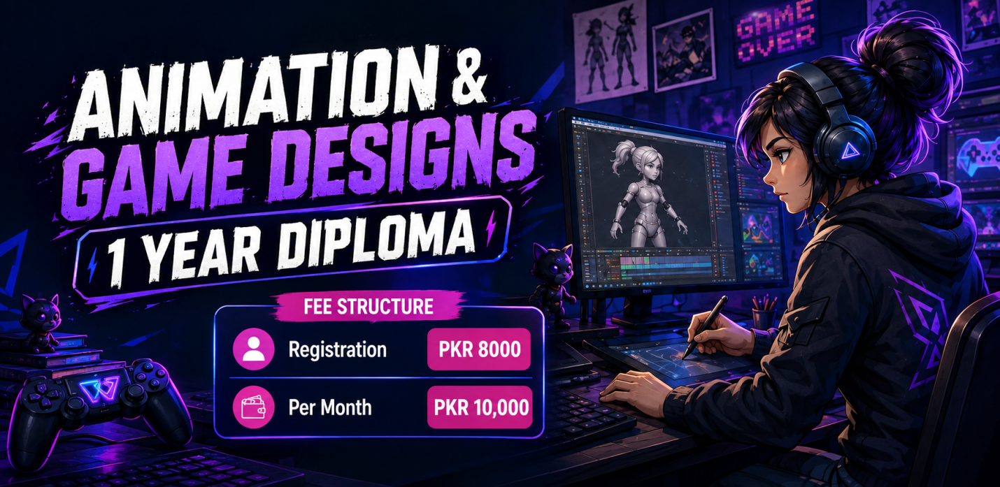 ANIMATION &
GAME DESIGNS
1 YEAR DIPLOMA
FEE STRUCTURE
Registration PKR 8000
Per Month PKR 10,000
GAME
OVER